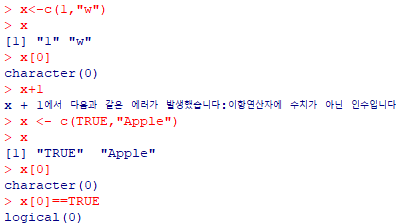 > x<-c(1,"w")
> x
[1] "1" "w"
> x[0]
character(0)
> x+1
x + 1에서 다음과 같은 에러가 발생했습니다:이항연산자에 수치가 아닌 인수입니다
> x <- c(TRUE,"Apple")
> x
[1] "TRUE"  "Apple"
> x[0]
character(0)
> x[0]==TRUE
logical(0)